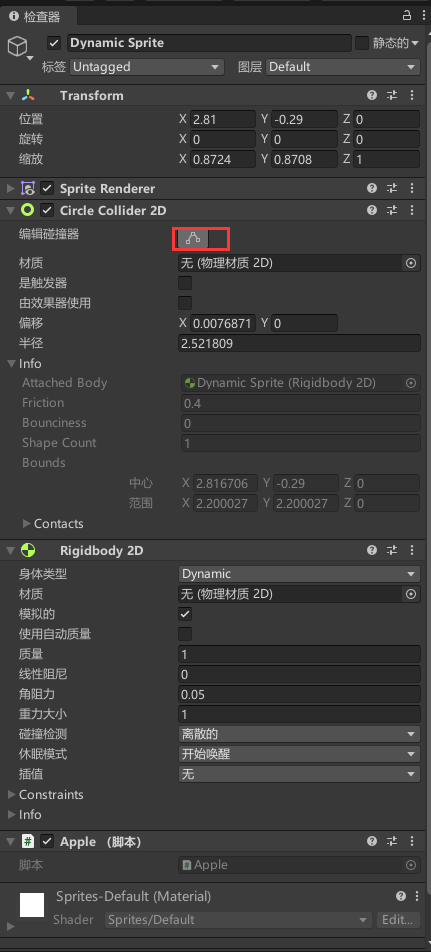 检查器
Dynamic Sprite 静态的
标签 Untagged 图层 Default
Transform
位置 X 2.81 Y -0.29 Z 0
旋转 X 0 Y 0 Z 0
缩放 X 0.8724 Y 0.8708 Z 1
Sprite Renderer
Circle Collider 2D
编辑碰撞器
材质 无 (物理材质 2D)
是触发器
由效果器使用
偏移 X 0.0076871 Y 0
半径 2.521809
Info
Attached Body Dynamic Sprite (Rigidbody 2D)
Friction 0.4
Bounciness 0
Shape Count 1
Bounds
中心 X 2.816706 Y -0.29 Z 0
范围 X 2.200027 Y 2.200027 Z 0
Contacts
Rigidbody 2D
身体类型 Dynamic
材质 无 (物理材质 2D)
模拟的
使用自动质量
质量 1
线性阻尼 0
角阻力 0.05
重力大小 1
碰撞检测 离散的
休眠模式 开始唤醒
插值 无
Constraints
Info
# Apple （脚本）
脚本 # Apple
Sprites-Default (Material)
Shader Sprites/Default Edit...